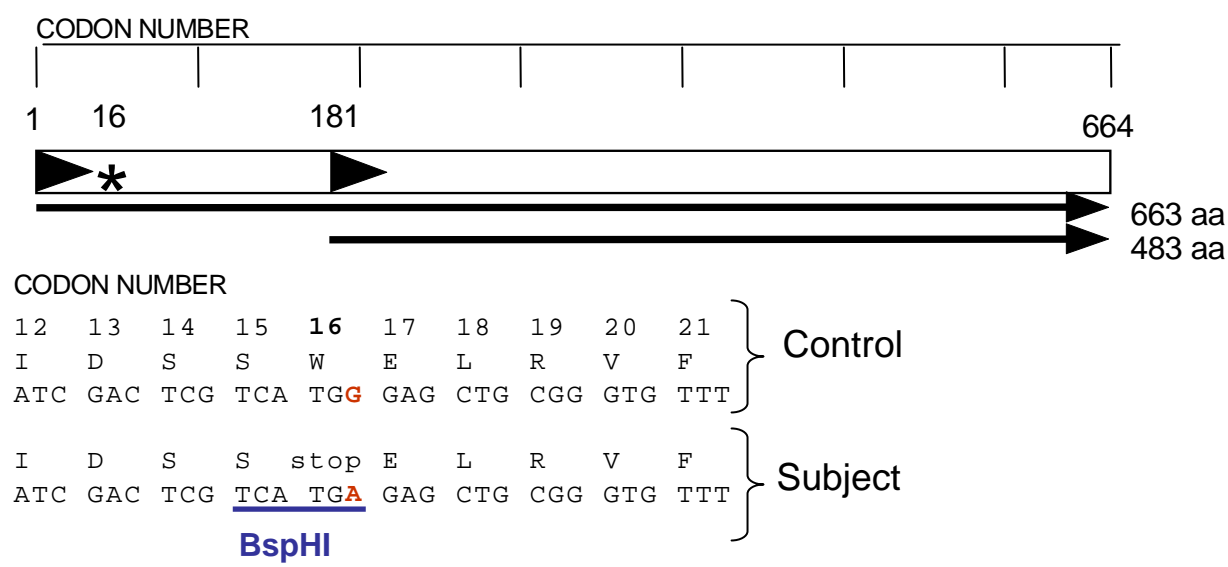 CODON NUMBER
1 16 181 664
*
663 aa
483 aa
CODON NUMBER
12 13 14 15 16 17 18 19 20 21
I D S S W E L R V F
ATC GAC TCG TCA TGG GAG CTG CGG GTG TTT
Control
I D S S stop E L R V F
ATC GAC TCG TCA TGA GAG CTG CGG GTG TTT
Subject
BspHI